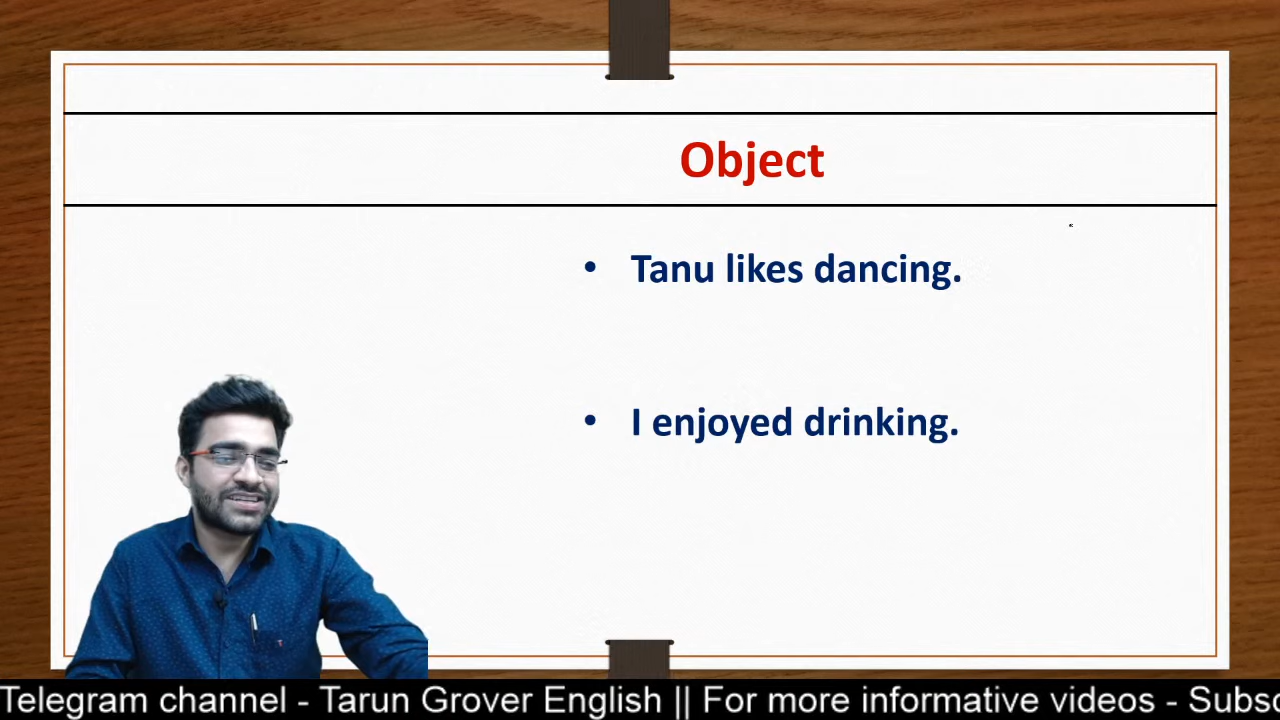 Object
• Tanu likes dancing.
• I enjoyed drinking.
Telegram channel - Tarun Grover English || For more informative videos - Subsc